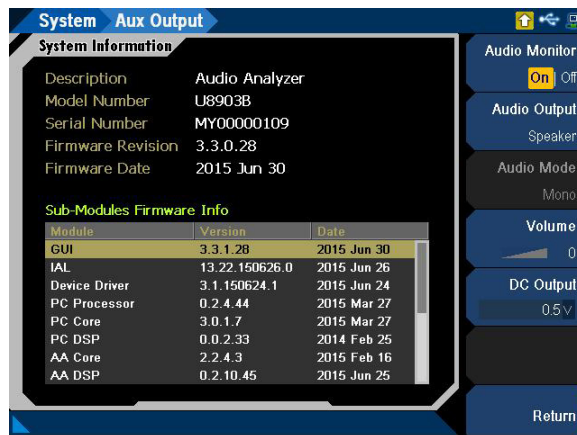 System Aux Output
System Information
Description Audio Analyzer
Model Number U8903B
Serial Number MY00000109
Firmware Revision 3.3.0.28
Firmware Date 2015 Jun 30
Sub-Modules Firmware Info
Module Version Date
GUI 3.3.1.28 2015 Jun 30
IAL 13.22.150626.0 2015 Jun 26
Device Driver 3.1.150624.1 2015 Jun 24
PC Processor 0.2.4.44 2015 Mar 27
PC Core 3.0.1.7 2015 Mar 27
PC DSP 0.0.2.33 2014 Feb 25
AA Core 2.2.4.3 2015 Feb 16
AA DSP 0.2.10.45 2015 Jun 25
Audio Monitor
On | Off
Audio Output
Speaker
Audio Mode
Mono
Volume
0
DC Output
0.5 V
Return